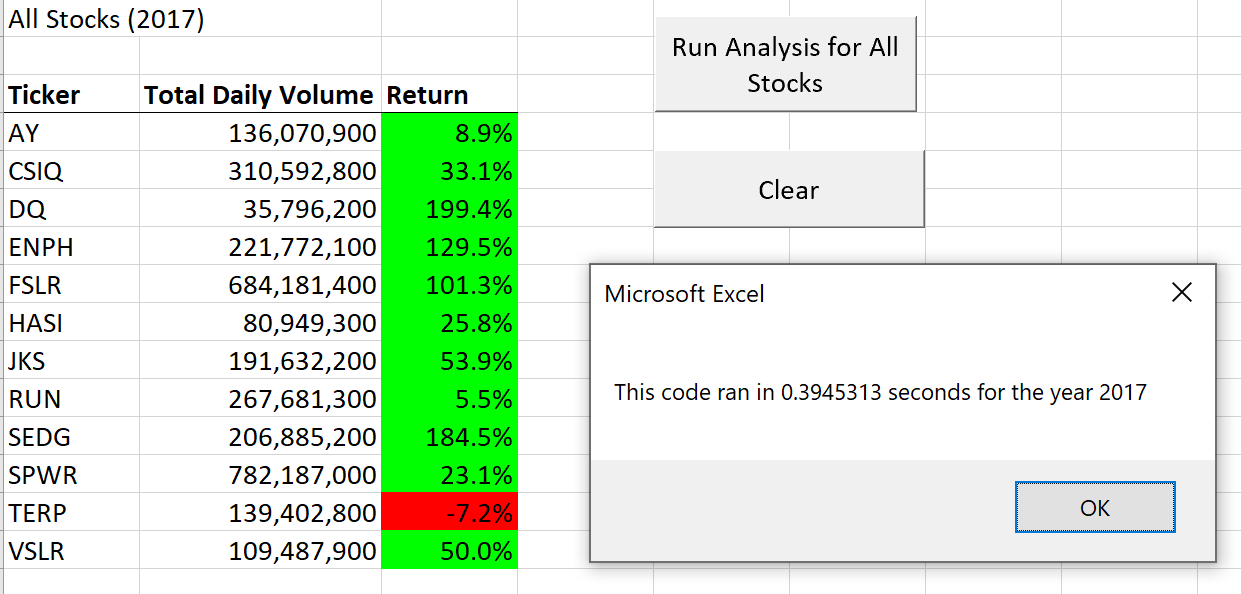 All Stocks (2017)
Run Analysis for All
Stocks
Ticker Total Daily Volume Return
AY 136,070,900 8.9%
CSIQ 310,592,800 33.1%
Clear
DQ 35,796,200 199.4%
ENPH 221,772,100 129.5%
FSLR 684,181,400 101.3%
HASI 80,949,300 25.8%
JKS 191,632,200 53.9%
RUN 267,681,300 5.5%
SEDG 206,885,200 184.5%
SPWR 782,187,000 23.1%
TERP 139,402,800 -7.2%
VSLR 109,487,900 50.0%
Microsoft Excel
This code ran in 0.3945313 seconds for the year 2017
OK